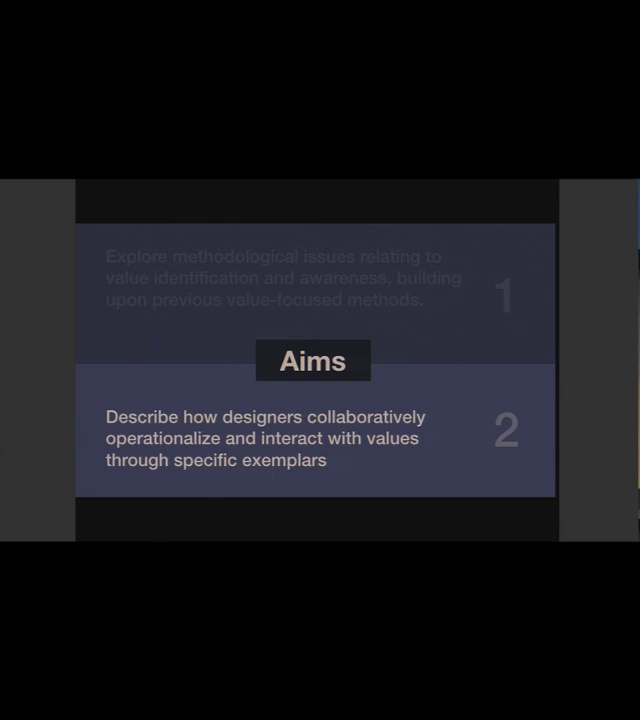 Explore methodological issues relating to
value identification and awareness, building
upon previous value-focused methods.
1
Aims
Describe how designers collaboratively
operationalize and interact with values
through specific exemplars
2